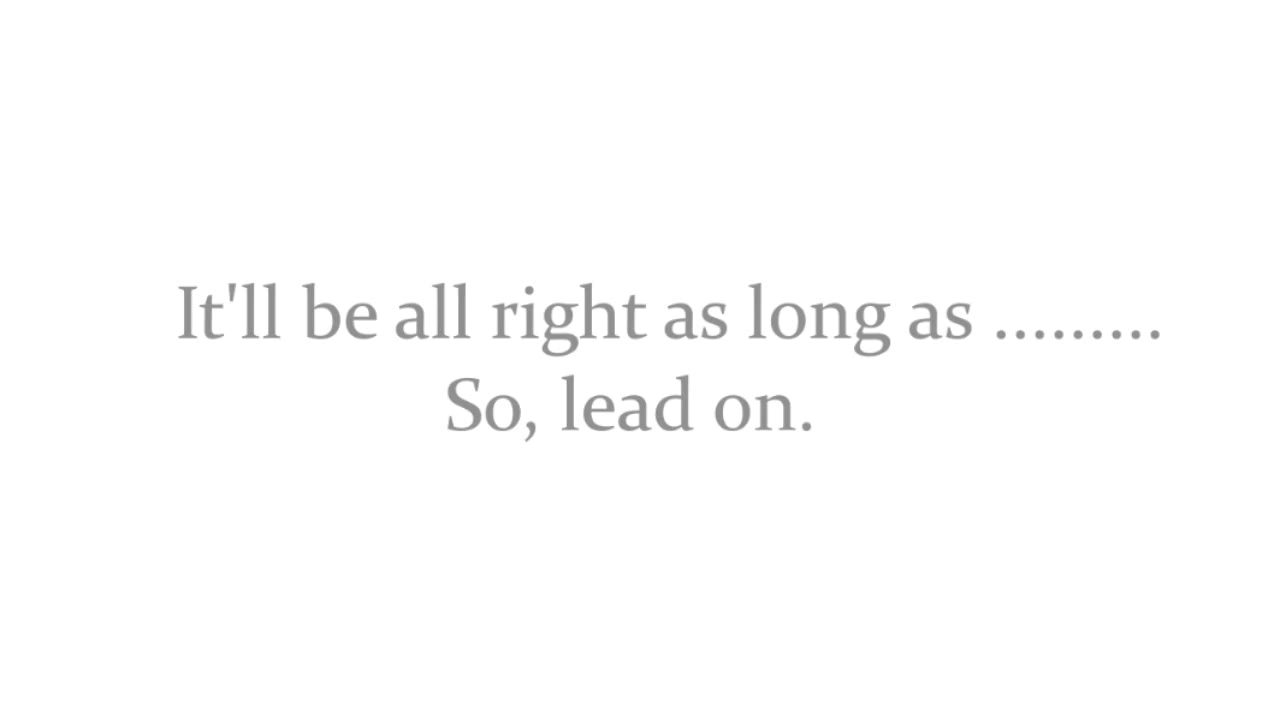 It'll be all right as long as .........
So, lead on.